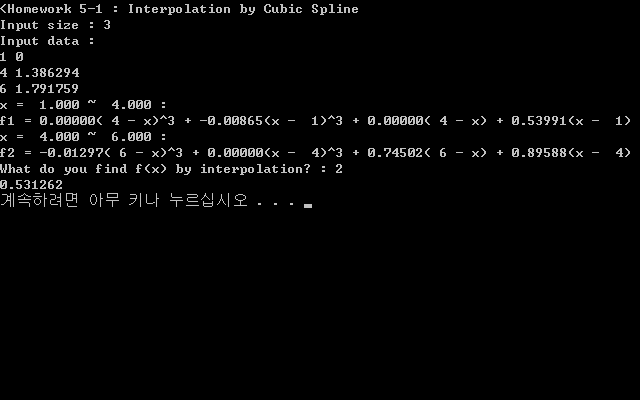 <Homework 5-1 : Interpolation by Cubic Spline
Input size : 3
Input data :
1 0
4 1.386294
6 1.791759
x =  1.000 ~  4.000 :
f1 = 0.00000( 4 - x)^3 + -0.00865(x -  1)^3 + 0.00000( 4 - x) + 0.53991(x -  1)
x =  4.000 ~  6.000 :
f2 = -0.01297( 6 - x)^3 + 0.00000(x -  4)^3 + 0.74502( 6 - x) + 0.89588(x -  4)
What do you find f(x) by interpolation? : 2
0.531262
계속하려면 아무 키나 누르십시오 . . . _